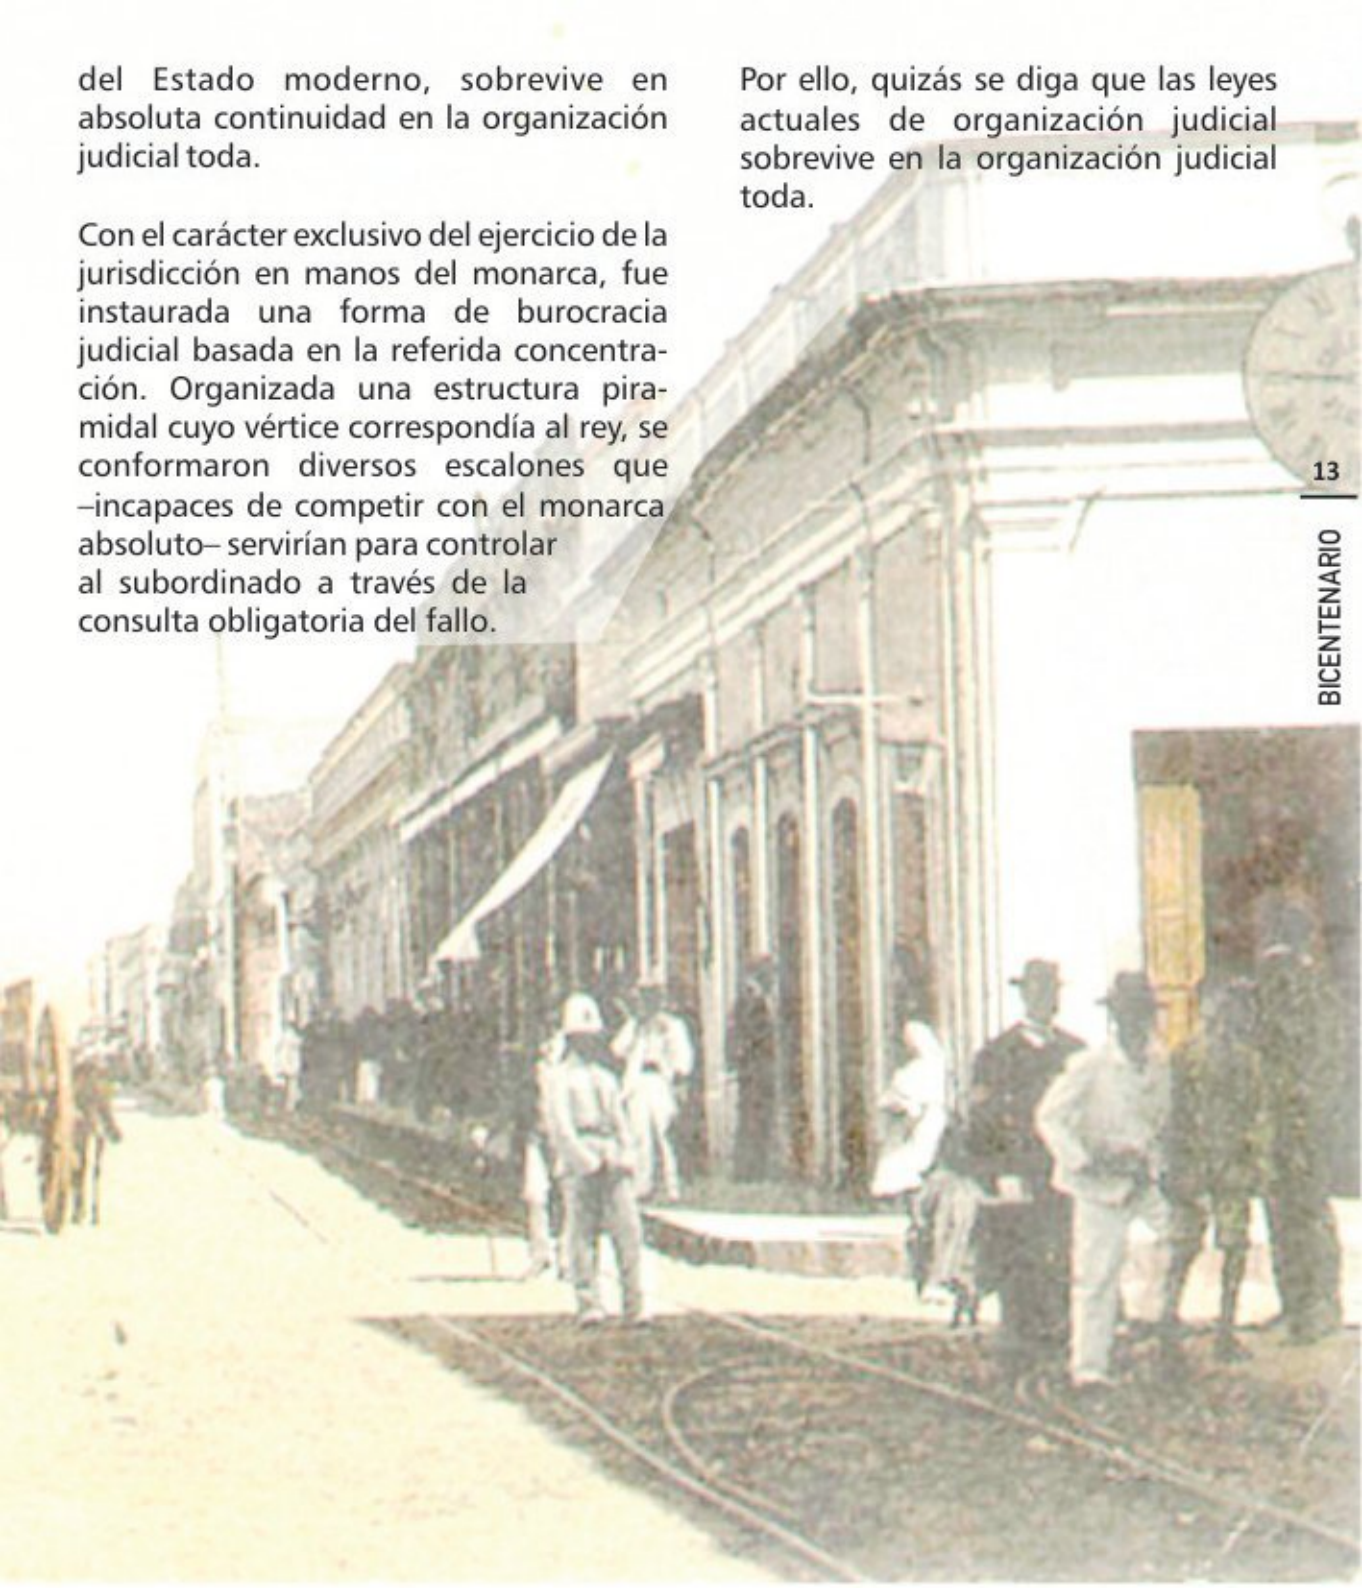 del Estado moderno, sobrevive en
absoluta continuidad en la organización
judicial toda.
Con el carácter exclusivo del ejercicio de la
jurisdicción en manos del monarca, fue
instaurada una forma de burocracia
judicial basada en la referida concentra-
ción. Organizada una estructura pira-
midal cuyo vértice correspondía al rey, se
conformaron diversos escalones que
–incapaces de competir con el monarca
absoluto– servirían para controlar
al subordinado a través de la
consulta obligatoria del fallo.
Por ello, quizás se diga que las leyes
actuales de organización judicial
sobrevive en la organización judicial
toda.
13
BICENTENARIO